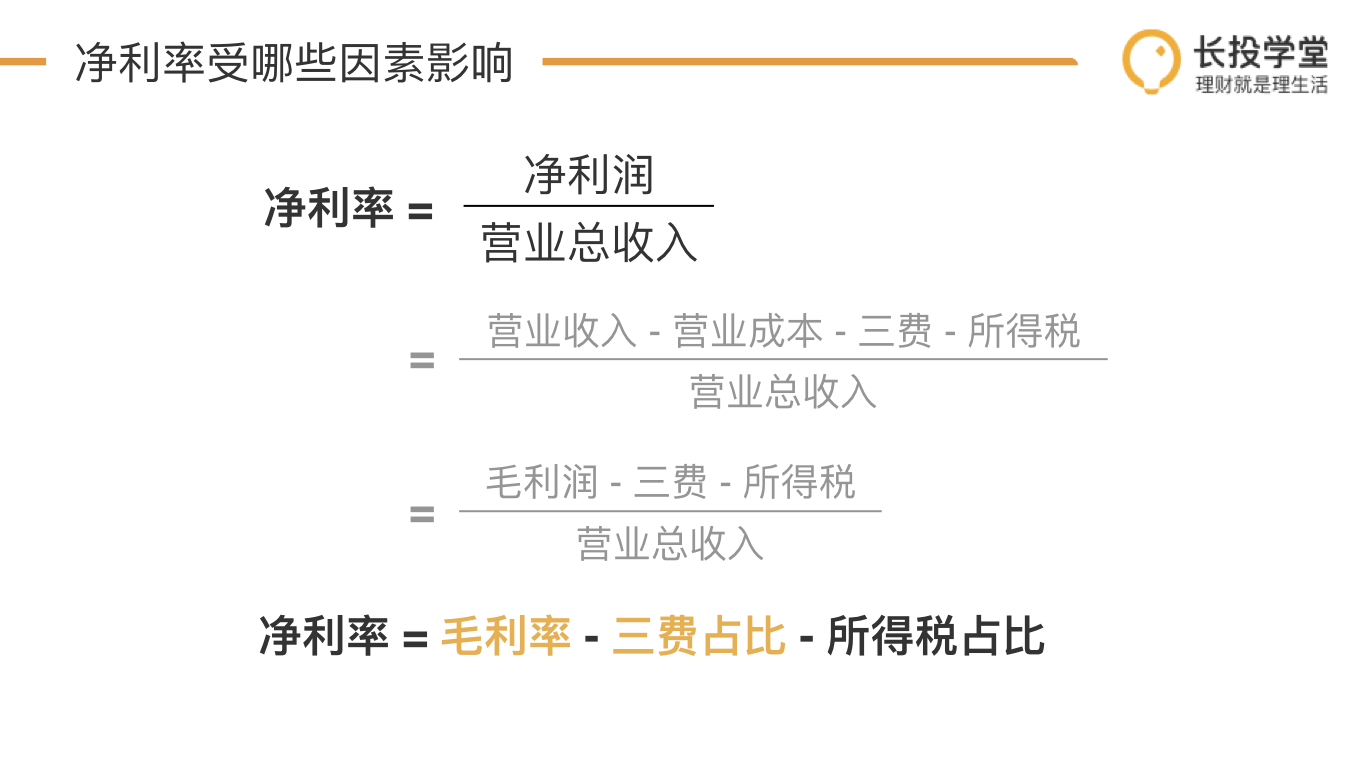 净利率受哪些因素影响
长投学堂
理财就是理生活
净利率 =
净利润
营业总收入
=
营业收入 - 营业成本 - 三费 - 所得税
营业总收入
=
毛利润 - 三费 - 所得税
营业总收入
净利率 = 毛利率 - 三费占比 - 所得税占比